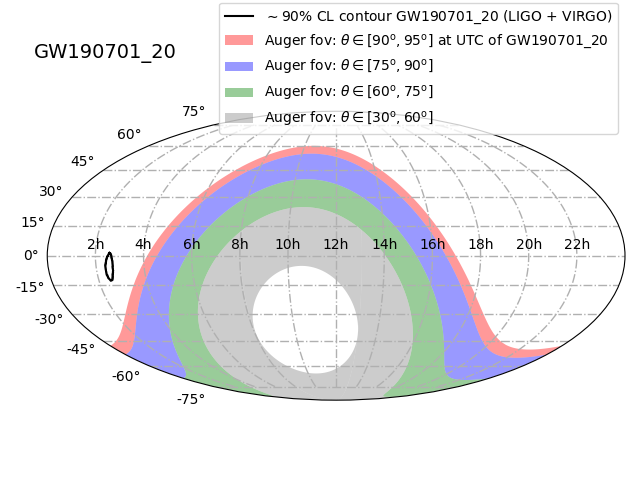 GW190701_20
~90% CL contour GW190701_20 (LIGO + VIRGO)
Auger fov: θ ∈ [90°, 95°] at UTC of GW190701_20
Auger fov: θ ∈ [75°, 90°]
Auger fov: θ ∈ [60°, 75°]
Auger fov: θ ∈ [30°, 60°]
75°
60°
45°
30°
15°
0°
2h 4h 6h 8h 10h 12h 14h 16h 18h 20h 22h
-15°
-30°
-45°
-60°
-75°